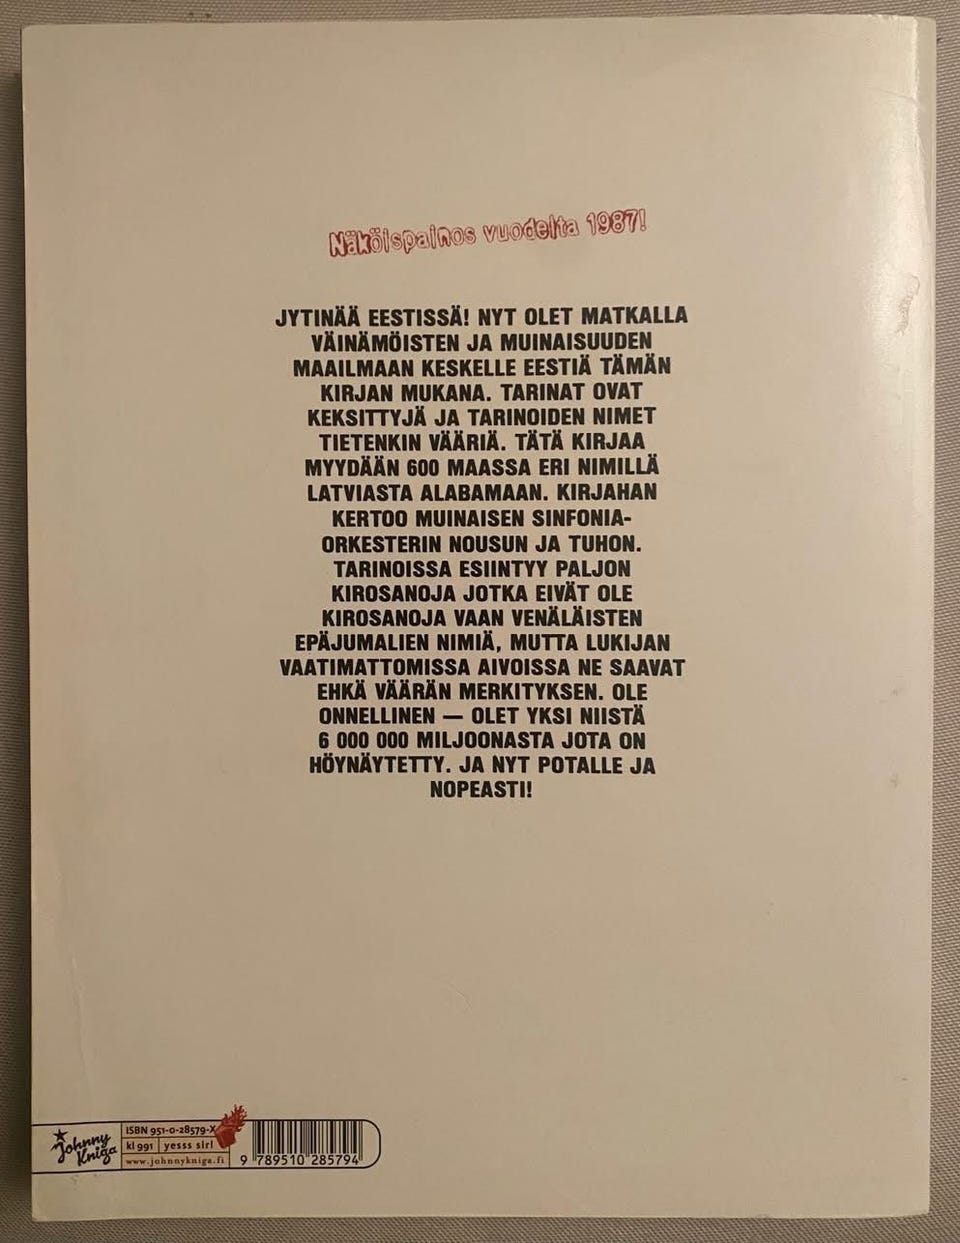 Näköispainos vuodelta 1987!
JYTINÄÄ EESTISSÄ! NYT OLET MATKALLA
VÄINÄMÖISTEN JA MUINAISUUDEN
MAAILMAAN KESKELLE EESTIÄ TÄMÄN
KIRJAN MUKANA. TARINAT OVAT
KEKSITTYJÄ JA TARINOIDEN NIMET
TIETENKIN VÄÄRIÄ. TÄTÄ KIRJAA
MYYDÄÄN 600 MAASSA ERI NIMILLÄ
LATVIASTA ALABAMAAN. KIRJAHAN
KERTOO MUINAISEN SINFONIA-
ORKESTERIN NOUSUN JA TUHON.
TARINOISSA ESIINTYY PALJON
KIROSANOJA JOTKA EIVÄT OLE
KIROSANOJA VAAN VENÄLÄISTEN
EPÄJUMALIEN NIMIÄ, MUTTA LUKIJAN
VAATIMATTOMISSA AIVOISSA NE SAAVAT
EHKÄ VÄÄRÄN MERKITYKSEN. OLE
ONNELLINEN — OLET YKSI NIISTÄ
6 000 000 MILJOONASTA JOTA ON
HÖYNÄYTETTY. JA NYT POTALLE JA
NOPEASTI!
Johnny
Kniga
ISBN 951-0-28579-X
kl 991 yesss sir!
www.johnnykniga.fi
9 789510 285794